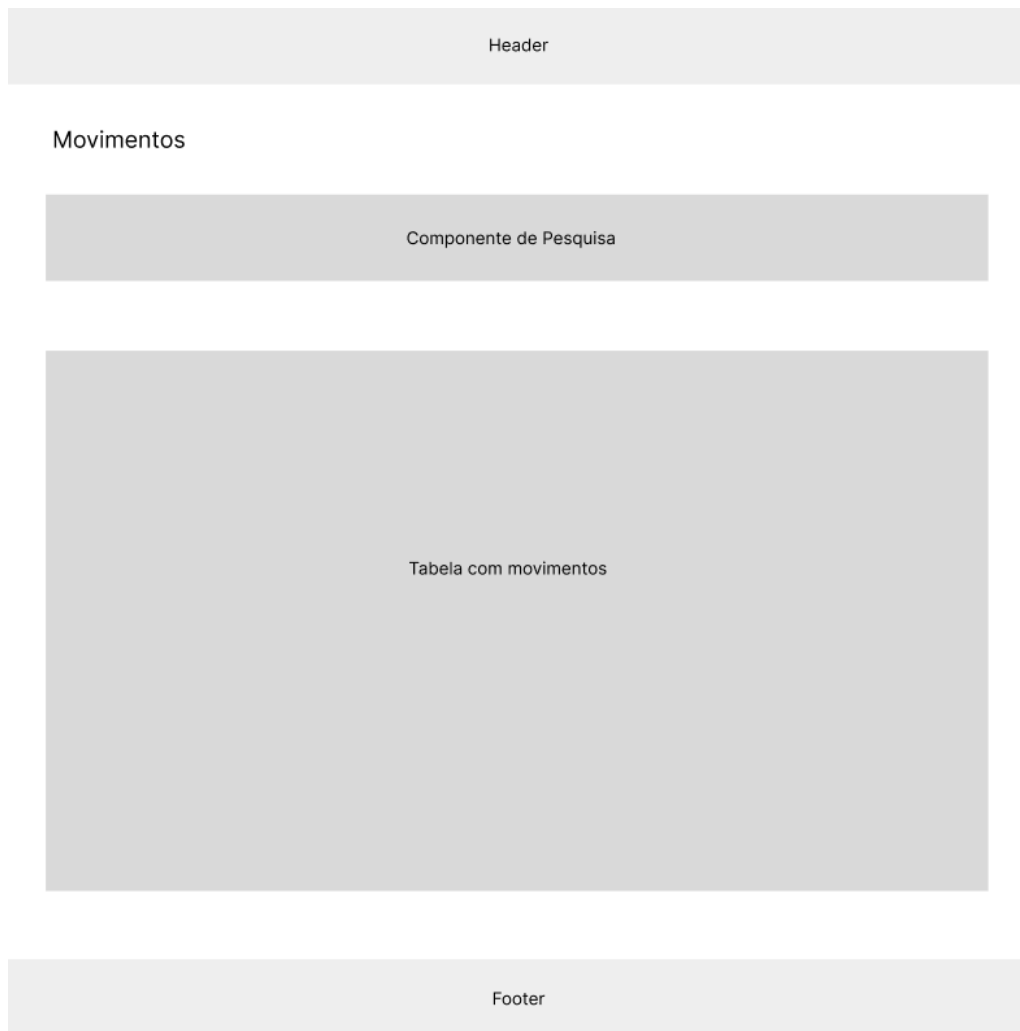 Header
Movimentos
Componente de Pesquisa
Tabela com movimentos
Footer